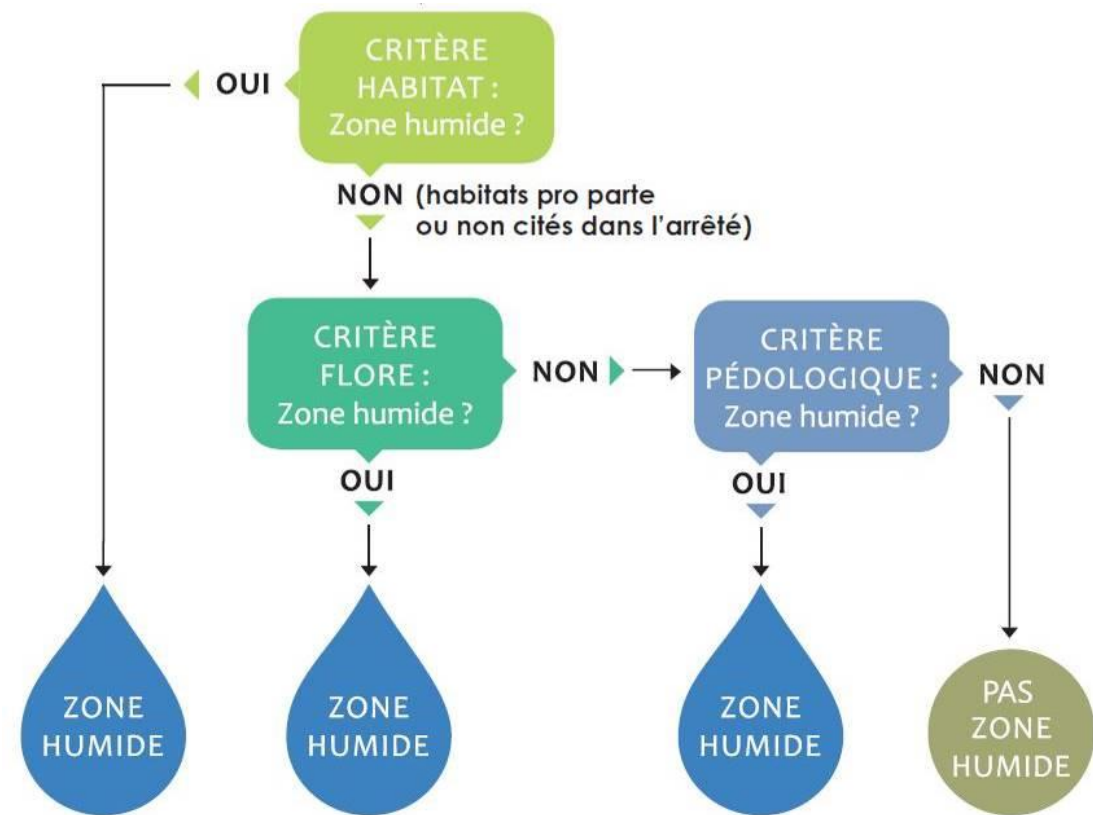 CRITÈRE
HABITAT :
Zone humide ?
OUI
NON (habitats pro parte
ou non cités dans l'arrêté)
CRITÈRE
FLORE :
Zone humide ?
NON
CRITÈRE
PÉDOLOGIQUE :
Zone humide ?
NON
OUI
OUI
ZONE
HUMIDE
ZONE
HUMIDE
ZONE
HUMIDE
PAS
ZONE
HUMIDE